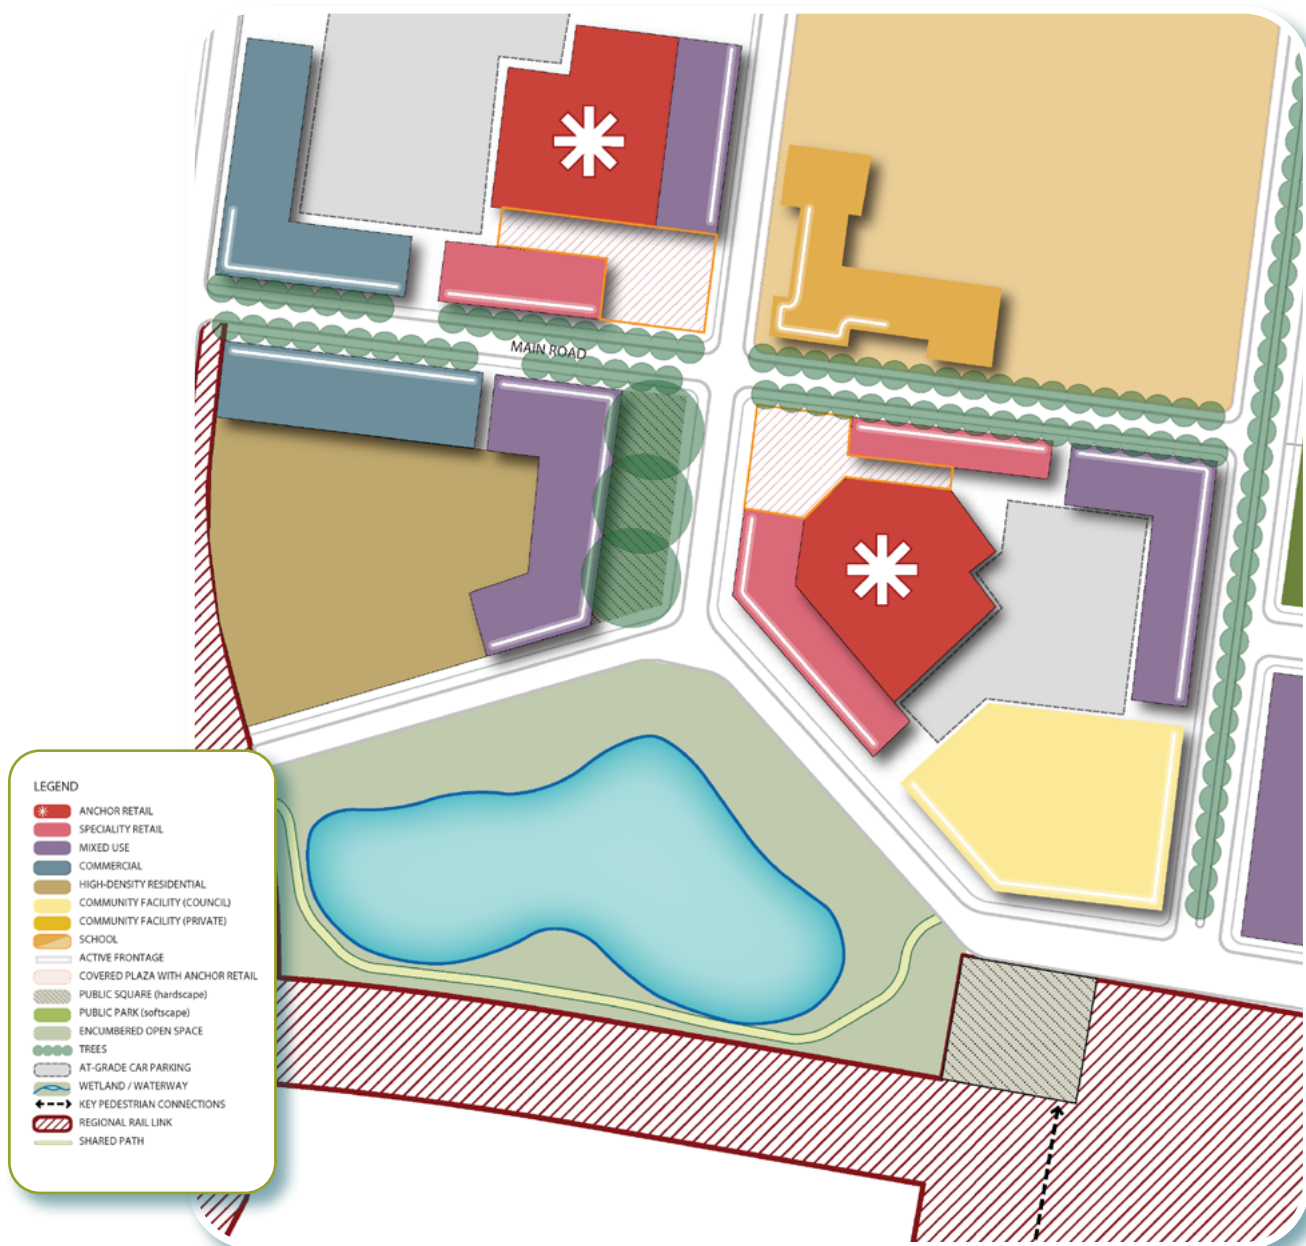 MAIN ROAD
LEGEND
ANCHOR RETAIL
SPECIALITY RETAIL
MIXED USE
COMMERCIAL
HIGH-DENSITY RESIDENTIAL
COMMUNITY FACILITY (COUNCIL)
COMMUNITY FACILITY (PRIVATE)
SCHOOL
ACTIVE FRONTAGE
COVERED PLAZA WITH ANCHOR RETAIL
PUBLIC SQUARE (hardscape)
PUBLIC PARK (softscape)
ENCUMBERED OPEN SPACE
TREES
AT-GRADE CAR PARKING
WETLAND / WATERWAY
KEY PEDESTRIAN CONNECTIONS
REGIONAL RAIL LINK
SHARED PATH